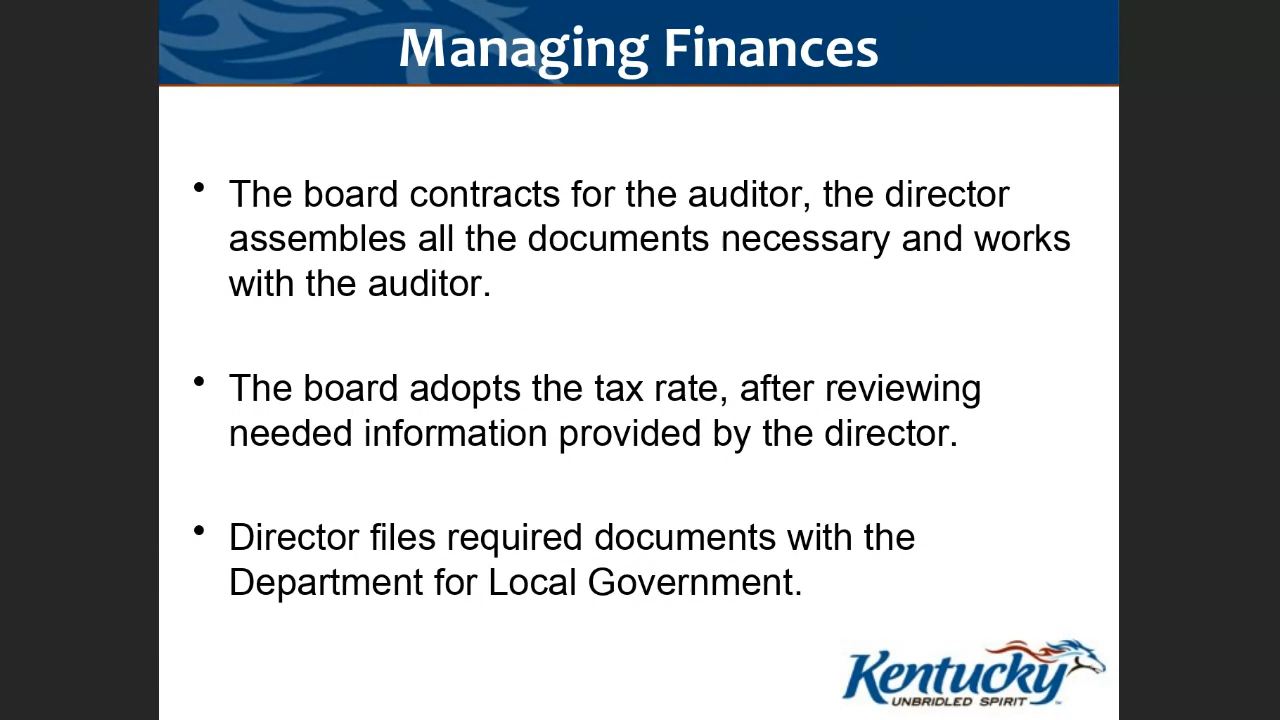 Managing Finances
• The board contracts for the auditor, the director
assembles all the documents necessary and works
with the auditor.
• The board adopts the tax rate, after reviewing
needed information provided by the director.
• Director files required documents with the
Department for Local Government.
Kentucky
UNBRIDLED SPIRIT™